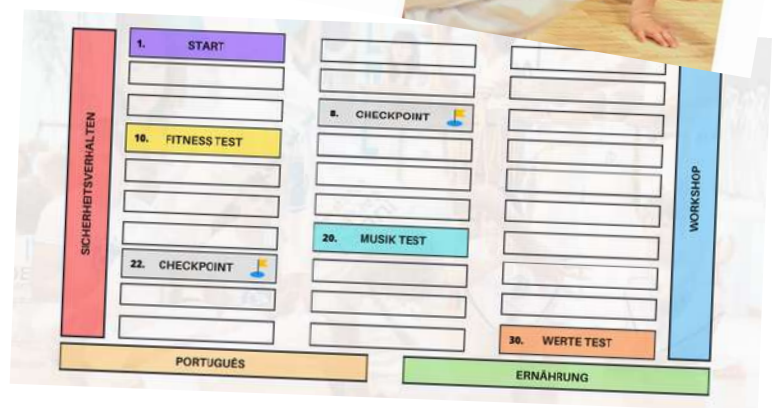 SICHERHEITSVERHALTEN
1. START
10. FITNESS TEST
22. CHECKPOINT
8. CHECKPOINT
20. MUSIK TEST
30. WERTE TEST
WORKSHOP
PORTUGUÊS
ERNÄHRUNG